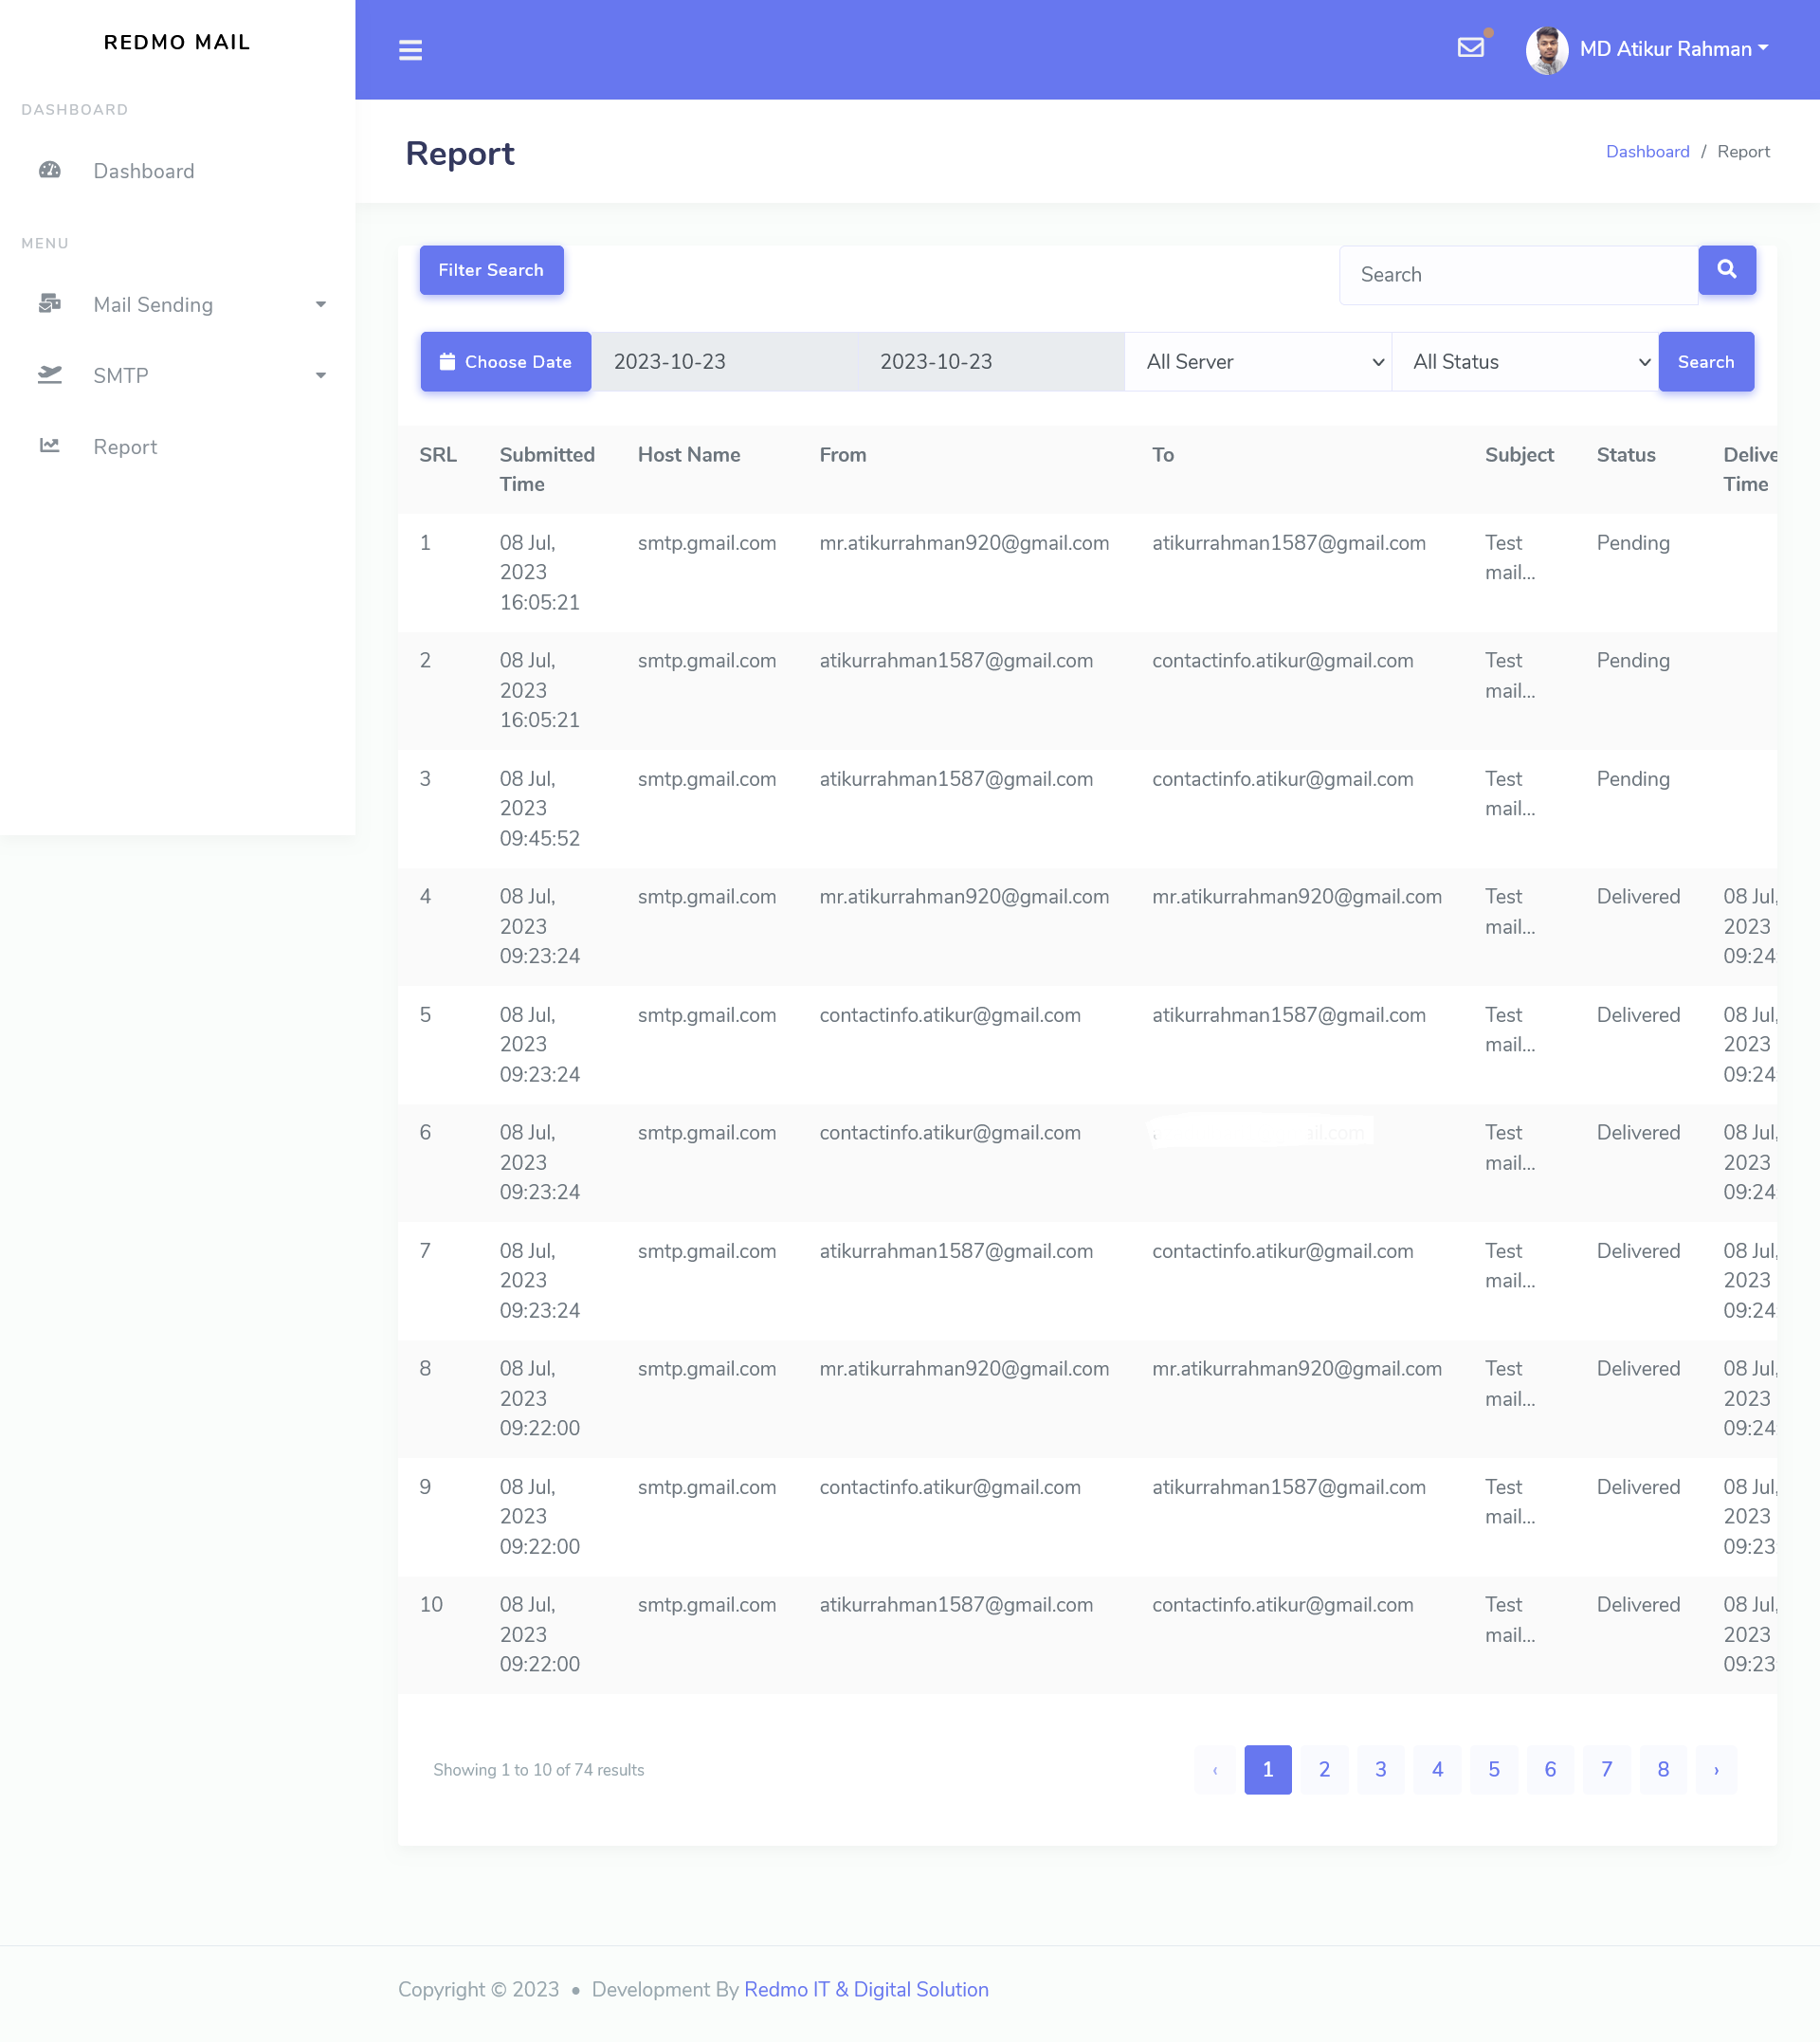 REDMO MAIL
MD Atikur Rahman
DASHBOARD
Dashboard
MENU
Mail Sending
SMTP
Report
Report
Dashboard / Report
Filter Search
Search
Choose Date 2023-10-23 2023-10-23 All Server All Status Search
SRL Submitted Time Host Name From To Subject Status Time
1 08 Jul, 2023 16:05:21 smtp.gmail.com mr.atikurrahman920@gmail.com atikurrahman1587@gmail.com Test mail... Pending
2 08 Jul, 2023 16:05:21 smtp.gmail.com atikurrahman1587@gmail.com contactinfo.atikur@gmail.com Test mail... Pending
3 08 Jul, 2023 09:45:52 smtp.gmail.com atikurrahman1587@gmail.com contactinfo.atikur@gmail.com Test mail... Pending
4 08 Jul, 2023 09:23:24 smtp.gmail.com mr.atikurrahman920@gmail.com mr.atikurrahman920@gmail.com Test mail... Delivered 08 Jul, 2023 09:24
5 08 Jul, 2023 09:23:24 smtp.gmail.com contactinfo.atikur@gmail.com atikurrahman1587@gmail.com Test mail... Delivered 08 Jul, 2023 09:24
6 08 Jul, 2023 09:23:24 smtp.gmail.com contactinfo.atikur@gmail.com Test mail... Delivered 08 Jul, 2023 09:24
7 08 Jul, 2023 09:23:24 smtp.gmail.com atikurrahman1587@gmail.com contactinfo.atikur@gmail.com Test mail... Delivered 08 Jul, 2023 09:24
8 08 Jul, 2023 09:22:00 smtp.gmail.com mr.atikurrahman920@gmail.com mr.atikurrahman920@gmail.com Test mail... Delivered 08 Jul, 2023 09:24
9 08 Jul, 2023 09:22:00 smtp.gmail.com contactinfo.atikur@gmail.com atikurrahman1587@gmail.com Test mail... Delivered 08 Jul, 2023 09:23
10 08 Jul, 2023 09:22:00 smtp.gmail.com atikurrahman1587@gmail.com contactinfo.atikur@gmail.com Test mail... Delivered 08 Jul, 2023 09:23
Showing 1 to 10 of 74 results
‹ 1 2 3 4 5 6 7 8 ›
Copyright © 2023 • Development By Redmo IT & Digital Solution